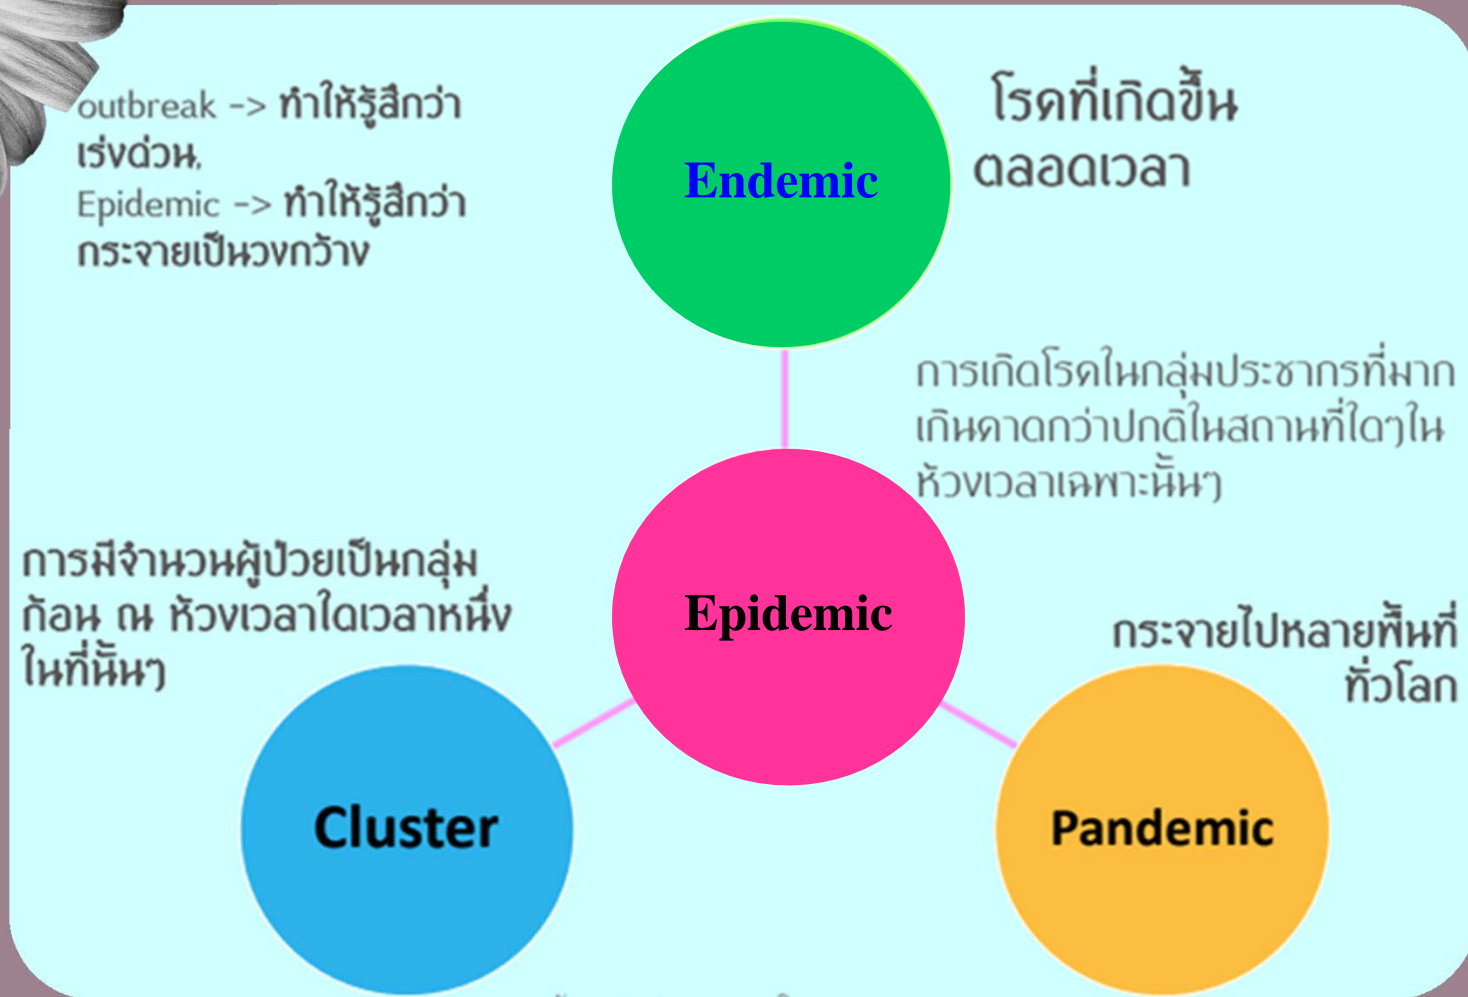 outbreak -> ทำให้รู้สึกว่า
เร่งด่วน,
Epidemic -> ทำให้รู้สึกว่า
กระจายเป็นวงกว้าง
Endemic
โรคที่เกิดขึ้น
ตลอดเวลา
การเกิดโรคในกลุ่มประชากรที่มาก
เกินคาดกว่าปกติในสถานที่ใดๆใน
ห้วงเวลาเฉพาะนั้นๆ
Epidemic
การมีจำนวนผู้ป่วยเป็นกลุ่ม
ก้อน ณ ห้วงเวลาใดเวลาหนึ่ง
ในที่นั้นๆ
Cluster
กระจายไปหลายพื้นที่
ทั่วโลก
Pandemic